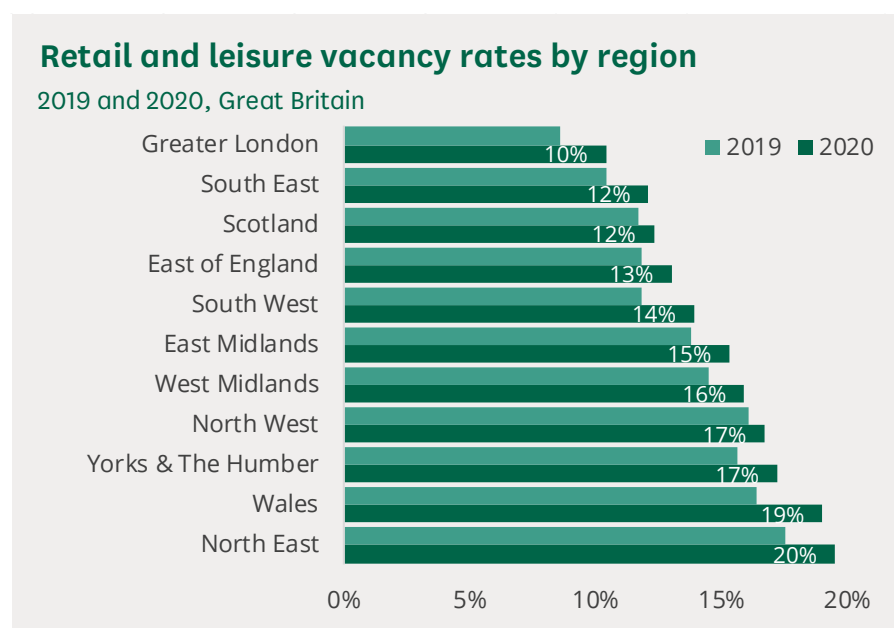 Retail and leisure vacancy rates by region
2019 and 2020, Great Britain
2019 2020
Greater London 10%
South East 12%
Scotland 12%
East of England 13%
South West 14%
East Midlands 15%
West Midlands 16%
North West 17%
Yorks & The Humber 17%
Wales 19%
North East 20%
0% 5% 10% 15% 20%